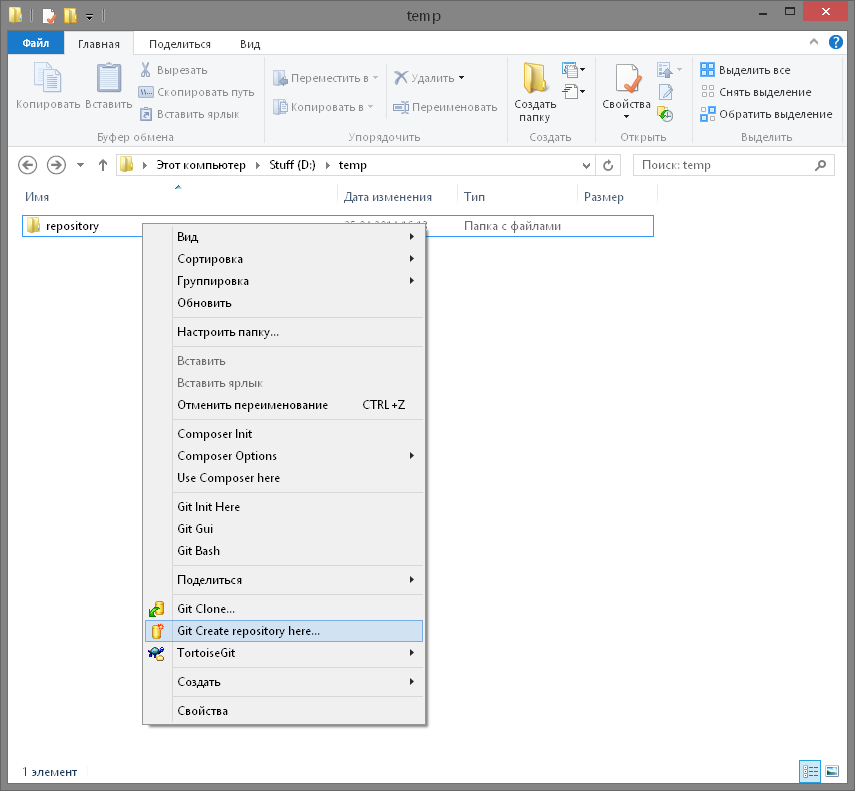 temp
Файл Главная Поделиться Вид
Копировать Вставить Вырезать Скопировать путь Вставить ярлык
Переместить в Копировать в Удалить Переименовать
Создать папку Свойства
Выделить все Снять выделение Обратить выделение
Буфер обмена Упорядочить Создать Открыть Выделить
Этот компьютер Stuff (D:) temp Поиск: temp
Имя Дата изменения Тип Размер
repository Папка с файлами
Вид
Сортировка
Группировка
Обновить
Настроить папку...
Вставить
Вставить ярлык
Отменить переименование CTRL+Z
Composer Init
Composer Options
Use Composer here
Git Init Here
Git Gui
Git Bash
Поделиться
Git Clone...
Git Create repository here...
TortoiseGit
Создать
Свойства
1 элемент